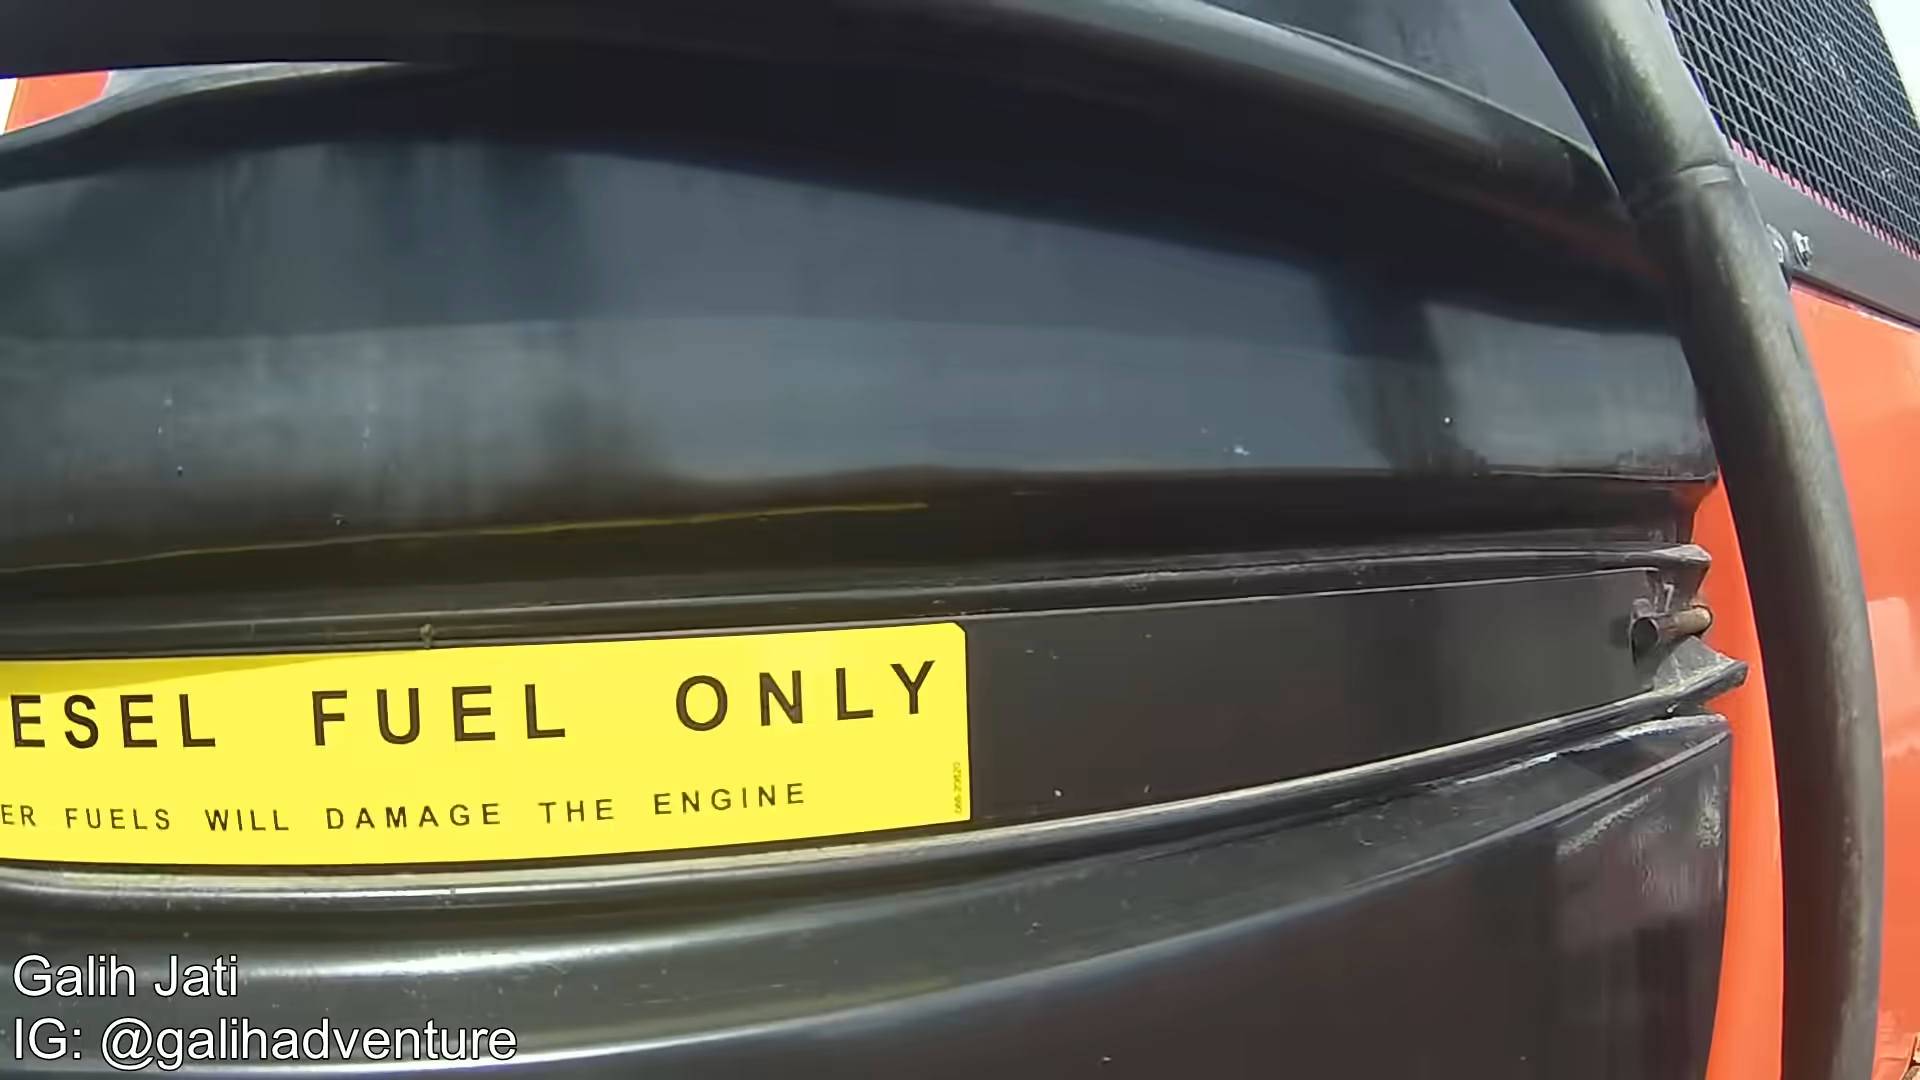 ESEL FUEL ONLY
ER FUELS WILL DAMAGE THE ENGINE
Galih Jati
IG: @galihadventure